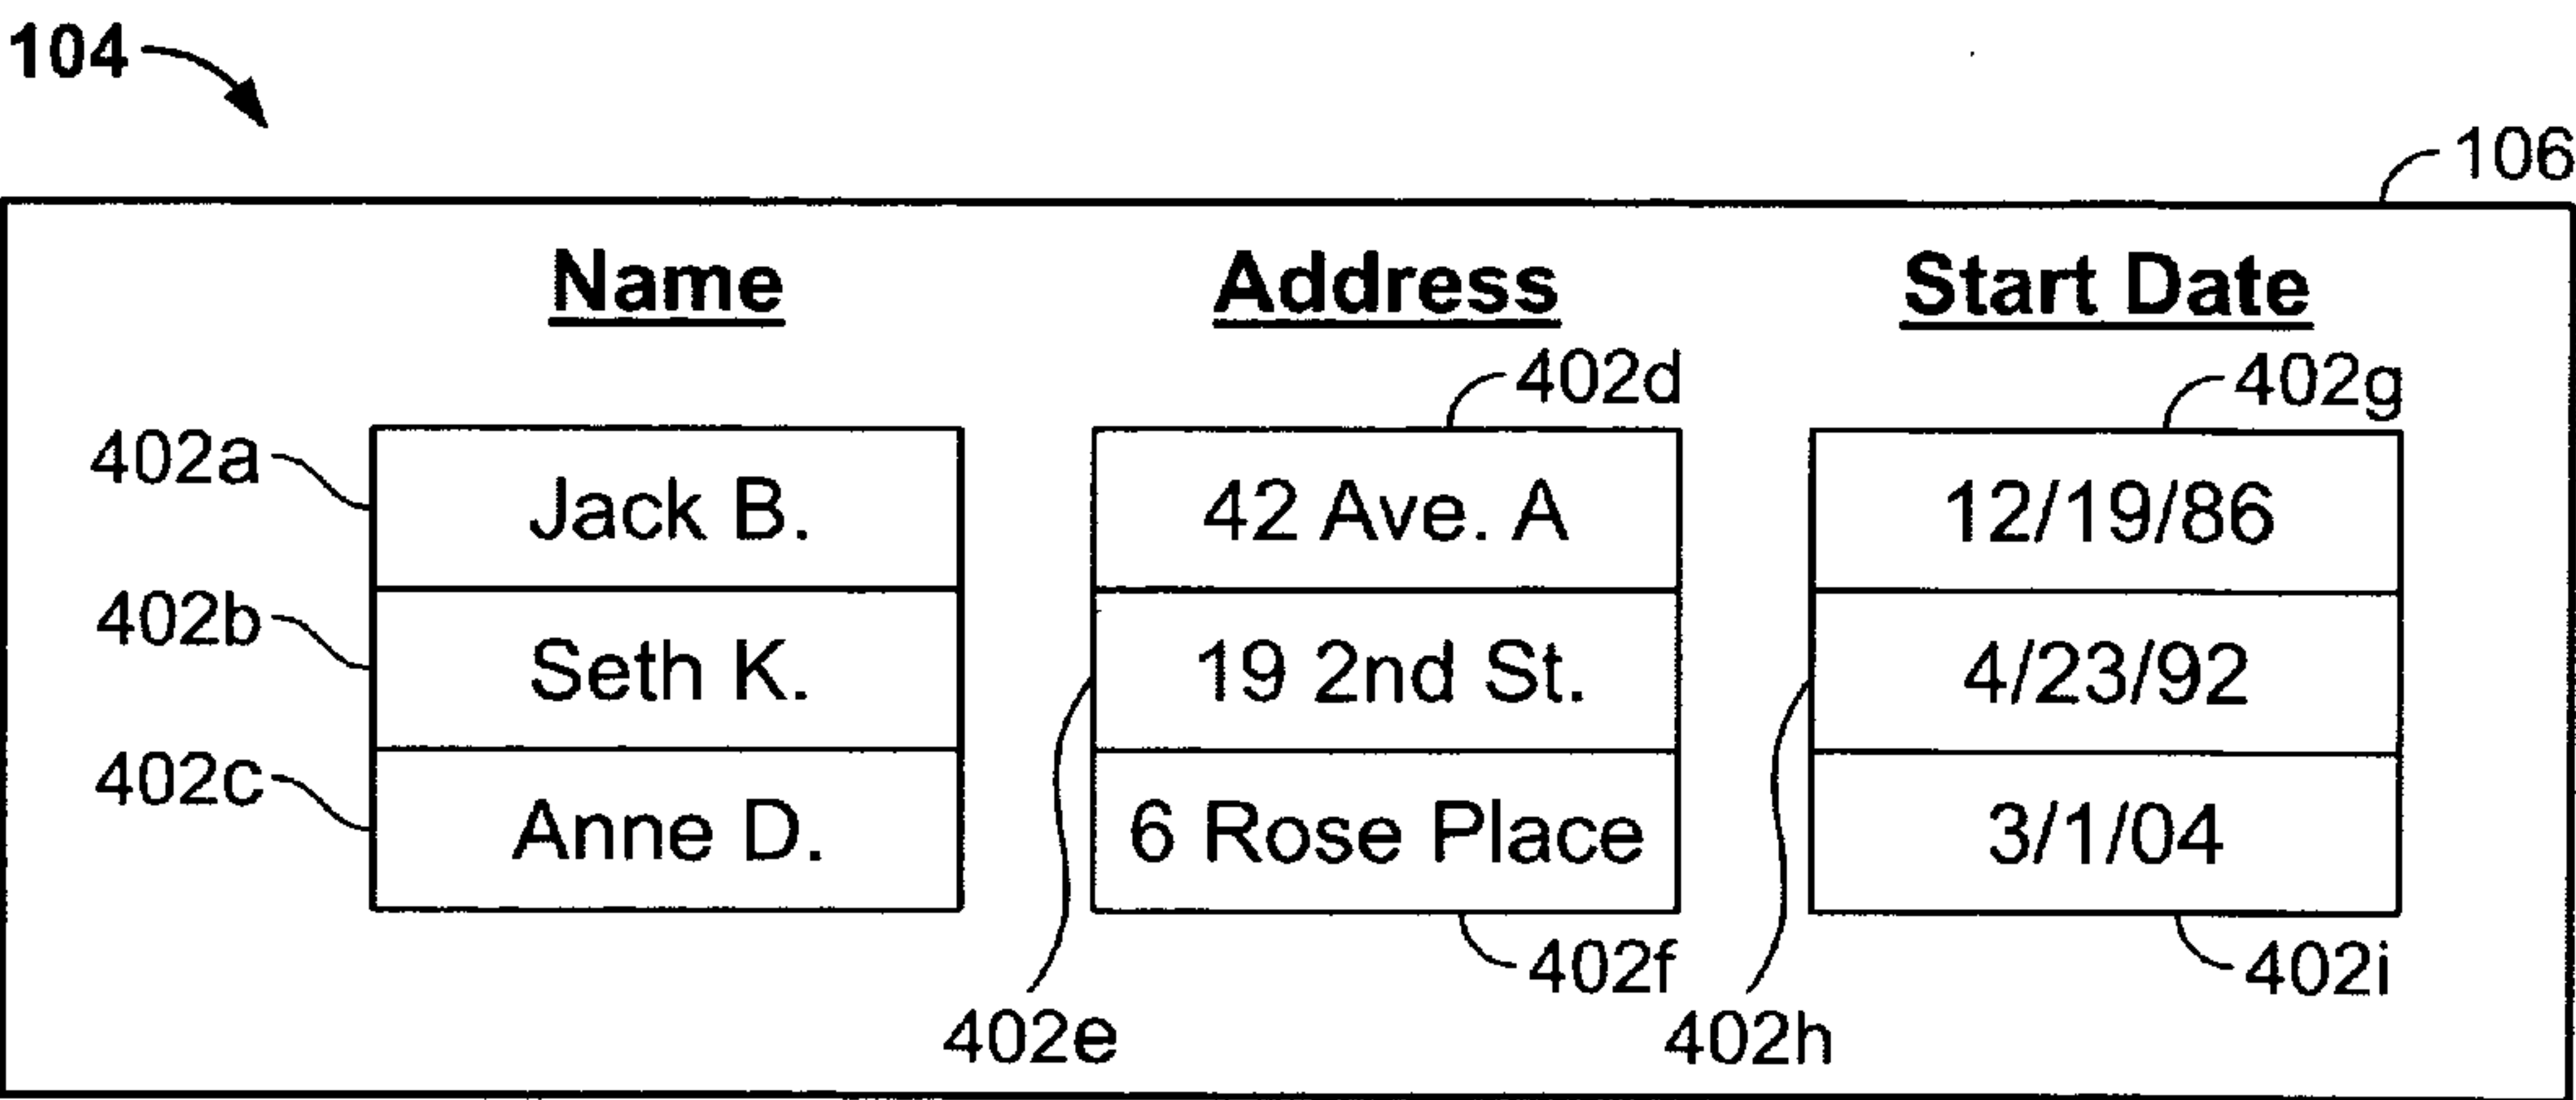 104
106
Name Address Start Date
402d 402g
402a Jack B. 42 Ave. A 12/19/86
402b Seth K. 19 2nd St. 4/23/92
402c Anne D. 6 Rose Place 3/1/04
402f 402i
402e 402h